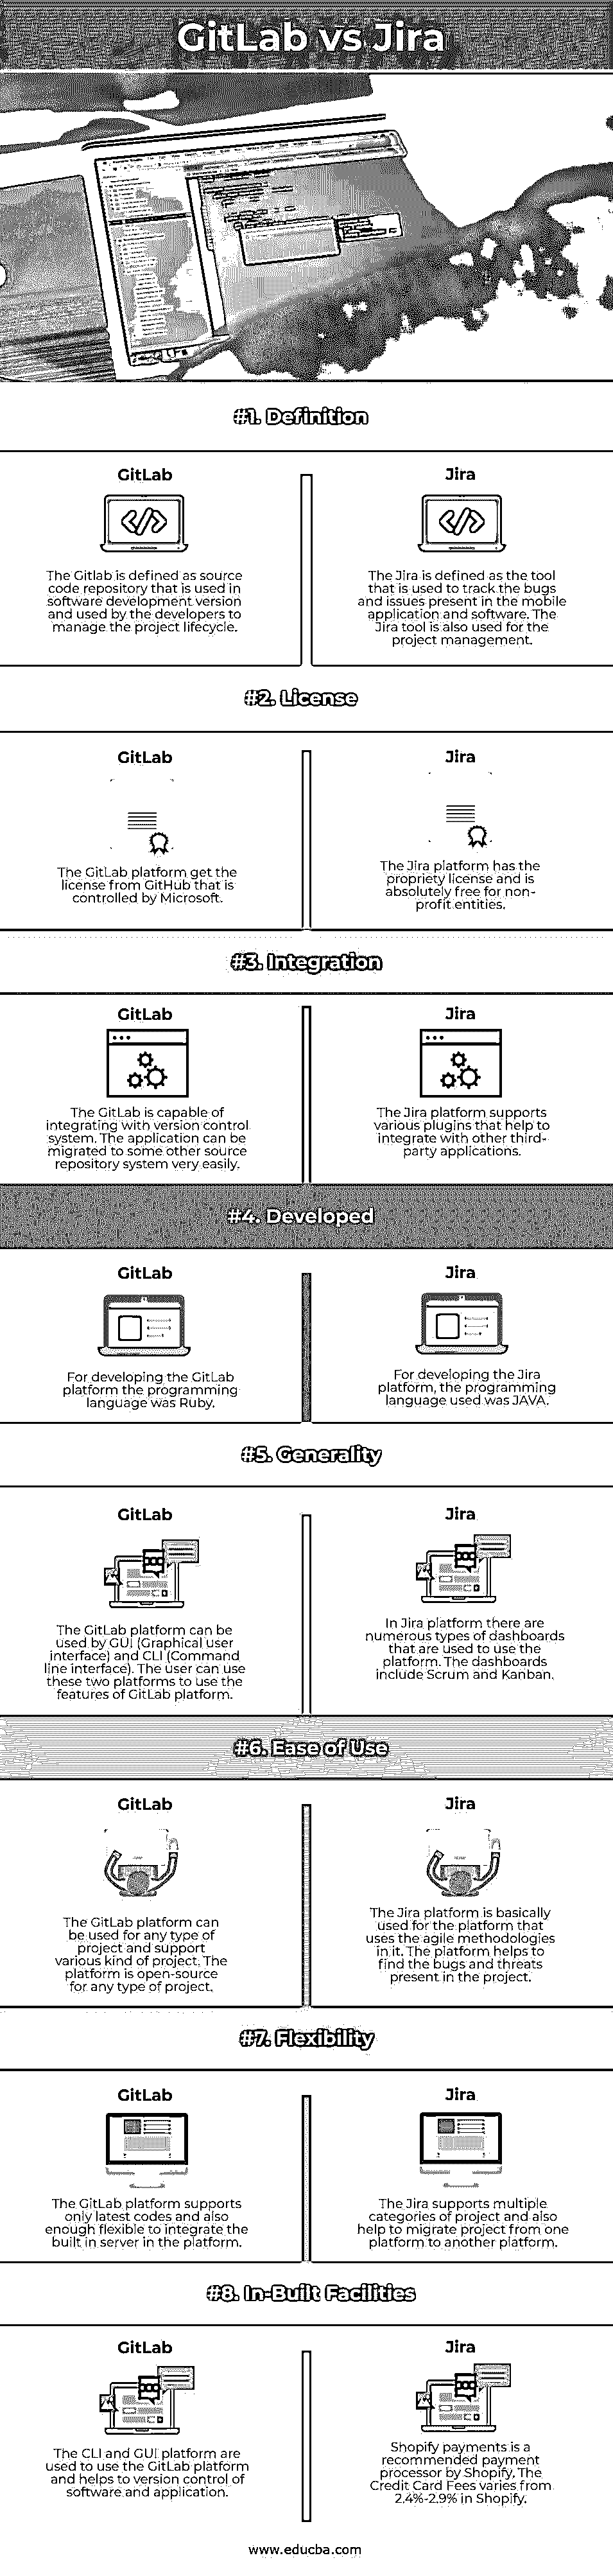 GitLab vs Jira
#1. Definition
GitLab
The Gitlab is defined as source
code repository that is used in
software development version
and used by the developers to
manage the project lifecycle.
Jira
The Jira is defined as the tool
that is used to track the bugs
and issues present in the mobile
application and software. The
Jira tool is also used for the
project management.
#2. License
GitLab
The GitLab platform get the
license from GitHub that is
controlled by Microsoft.
Jira
The Jira platform has the
propriety license and is
absolutely free for non-
profit entities.
#3. Integration
GitLab
The GitLab is capable of
integrating with version control
system. The application can be
migrated to some other source
repository system very easily.
Jira
The Jira platform supports
various plugins that help to
integrate with other third-
party applications.
#4. Developed
GitLab
For developing the GitLab
platform the programming
language was Ruby.
Jira
For developing the Jira
platform, the programming
language used was JAVA.
#5. Generality
GitLab
The GitLab platform can be
used by GUI (Graphical user
interface) and CLI (Command
line interface). The user can use
these two platforms to use the
features of GitLab platform.
Jira
In Jira platform there are
numerous types of dashboards
that are used to use the
platform. The dashboards
include Scrum and Kanban.
#6. Ease of Use
GitLab
The GitLab platform can
be used for any type of
project and support
various kind of project. The
platform is open-source
for any type of project.
Jira
The Jira platform is basically
used for the platform that
uses the agile methodologies
in it. The platform helps to
find the bugs and threats
present in the project.
#7. Flexibility
GitLab
The GitLab platform supports
only latest codes and also
enough flexible to integrate the
built in server in the platform.
Jira
The Jira supports multiple
categories of project and also
help to migrate project from one
platform to another platform.
#8. In-Built Facilities
GitLab
The CLI and GUI platform are
used to use the GitLab platform
and helps to version control of
software and application.
Jira
Shopify payments is a
recommended payment
processor by Shopify. The
Credit Card Fees varies from
2.4%-2.9% in Shopify.
www.educba.com